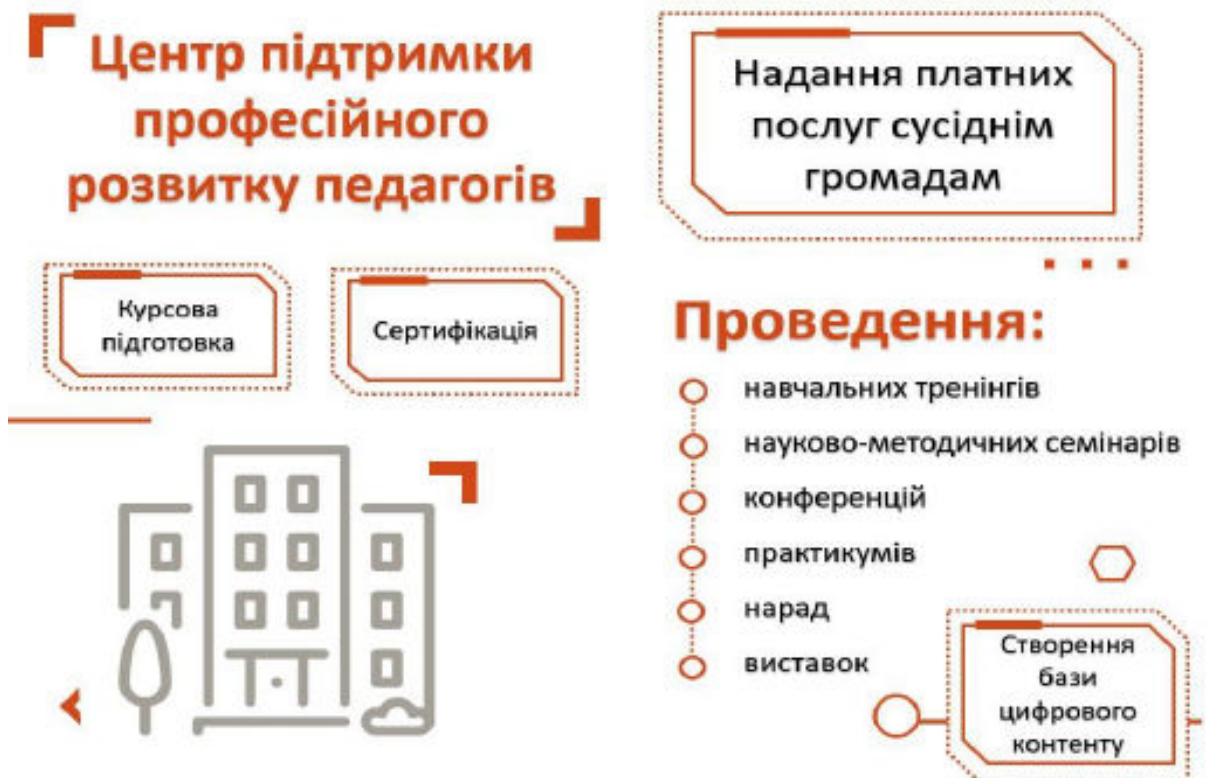 Центр підтримки
професійного
розвитку педагогів
Курсова
підготовка
Сертифікація
Надання платних
послуг сусіднім
громадам
Проведення:
навчальних тренінгів
науково-методичних семінарів
конференцій
практикумів
нарад
виставок
Створення
бази
цифрового
контенту